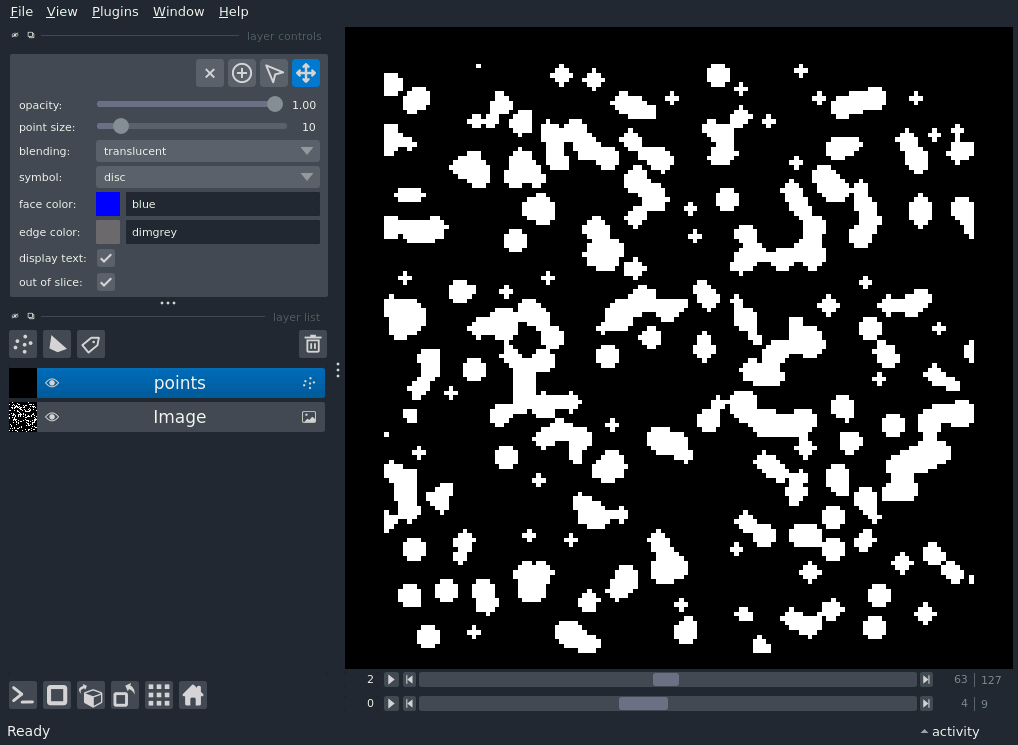 File View Plugins Window Help
layer controls
opacity: 1.00
point size: 10
blending: translucent
symbol: disc
face color: blue
edge color: dimgrey
display text:
out of slice:
layer list
points
Image
2 63 127
0 4 9
Ready activity